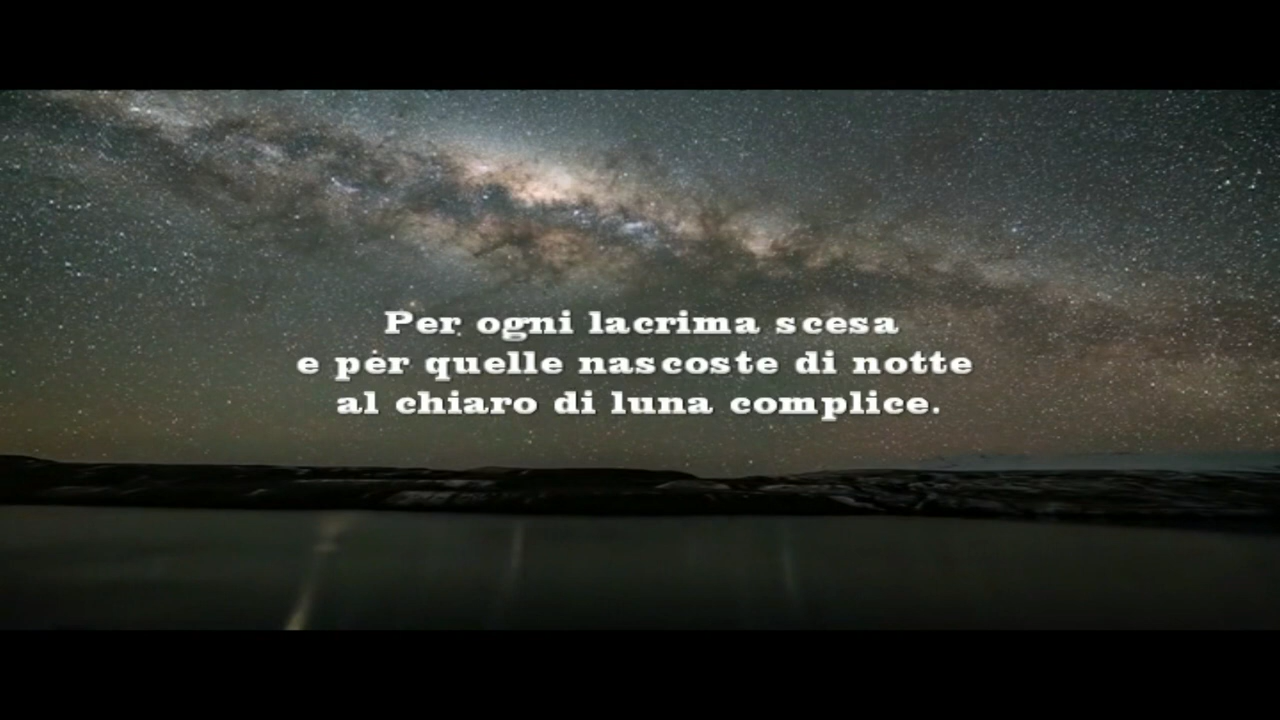 Per ogni lacrima scesa
e per quelle nascoste di notte
al chiaro di luna complice.